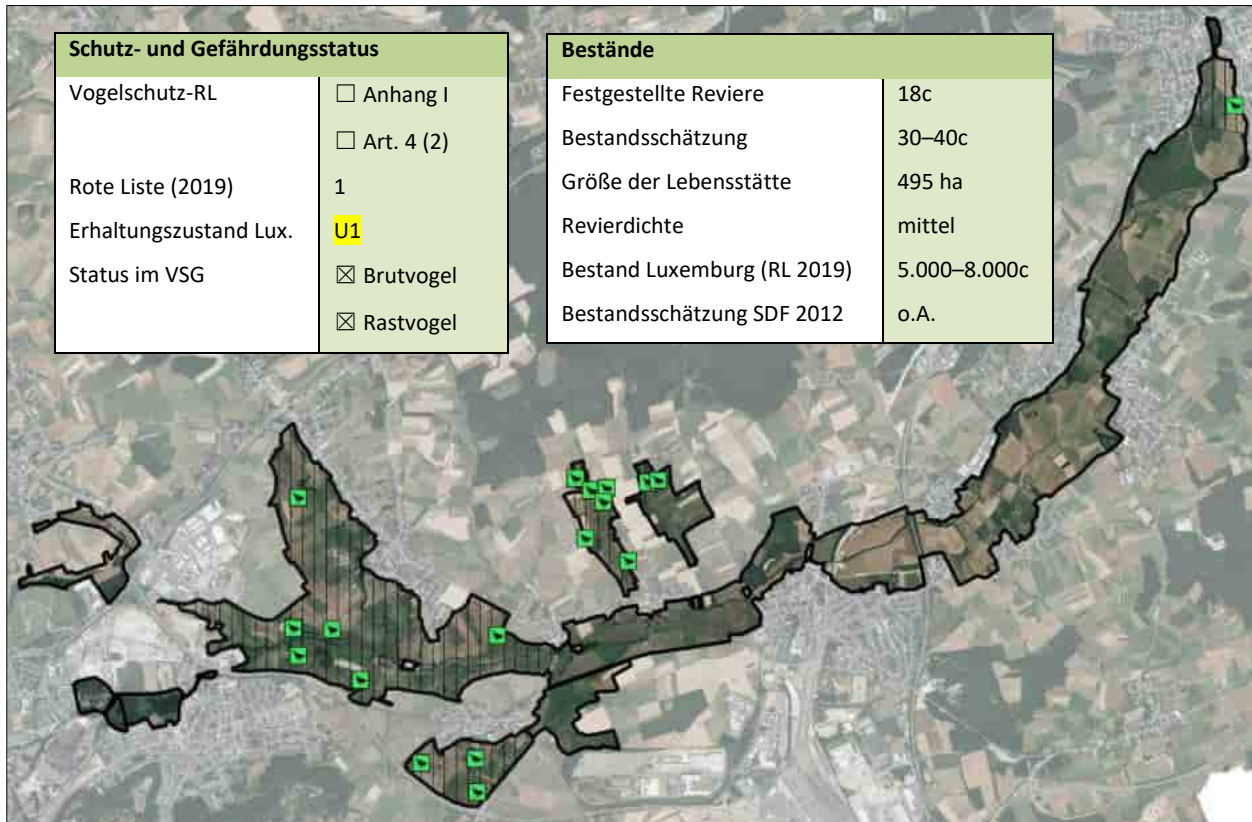 Schutz- und Gefährdungsstatus
Vogelschutz-RL ☐ Anhang I
☐ Art. 4 (2)
Rote Liste (2019) 1
Erhaltungszustand Lux. U1
Status im VSG ☒ Brutvogel
☒ Rastvogel
Bestände
Festgestellte Reviere 18c
Bestandsschätzung 30–40c
Größe der Lebensstätte 495 ha
Revierdichte mittel
Bestand Luxemburg (RL 2019) 5.000–8.000c
Bestandsschätzung SDF 2012 o.A.